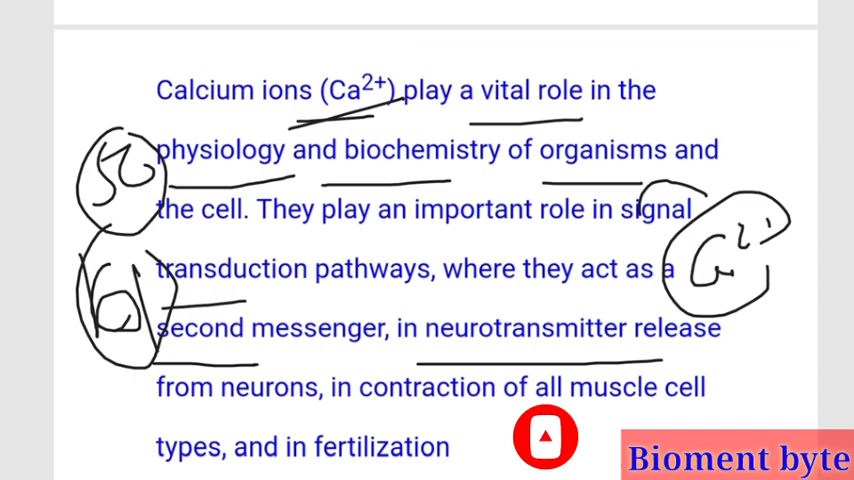 Calcium ions (Ca2+) play a vital role in the
physiology and biochemistry of organisms and
the cell. They play an important role in signal
transduction pathways, where they act as a
second messenger, in neurotransmitter release
from neurons, in contraction of all muscle cell
types, and in fertilization
Bioment byte